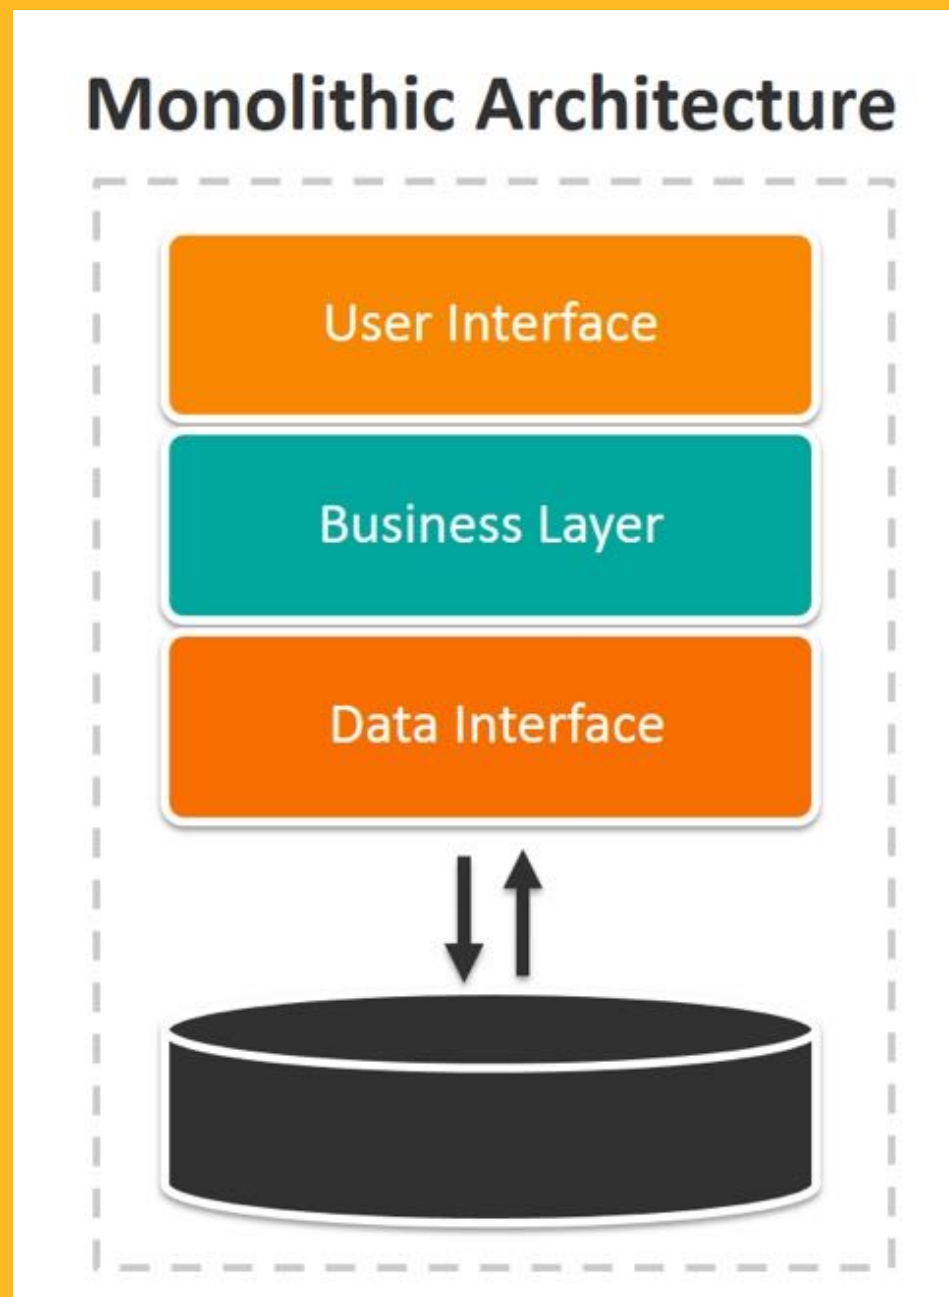 Monolithic Architecture
User Interface
Business Layer
Data Interface